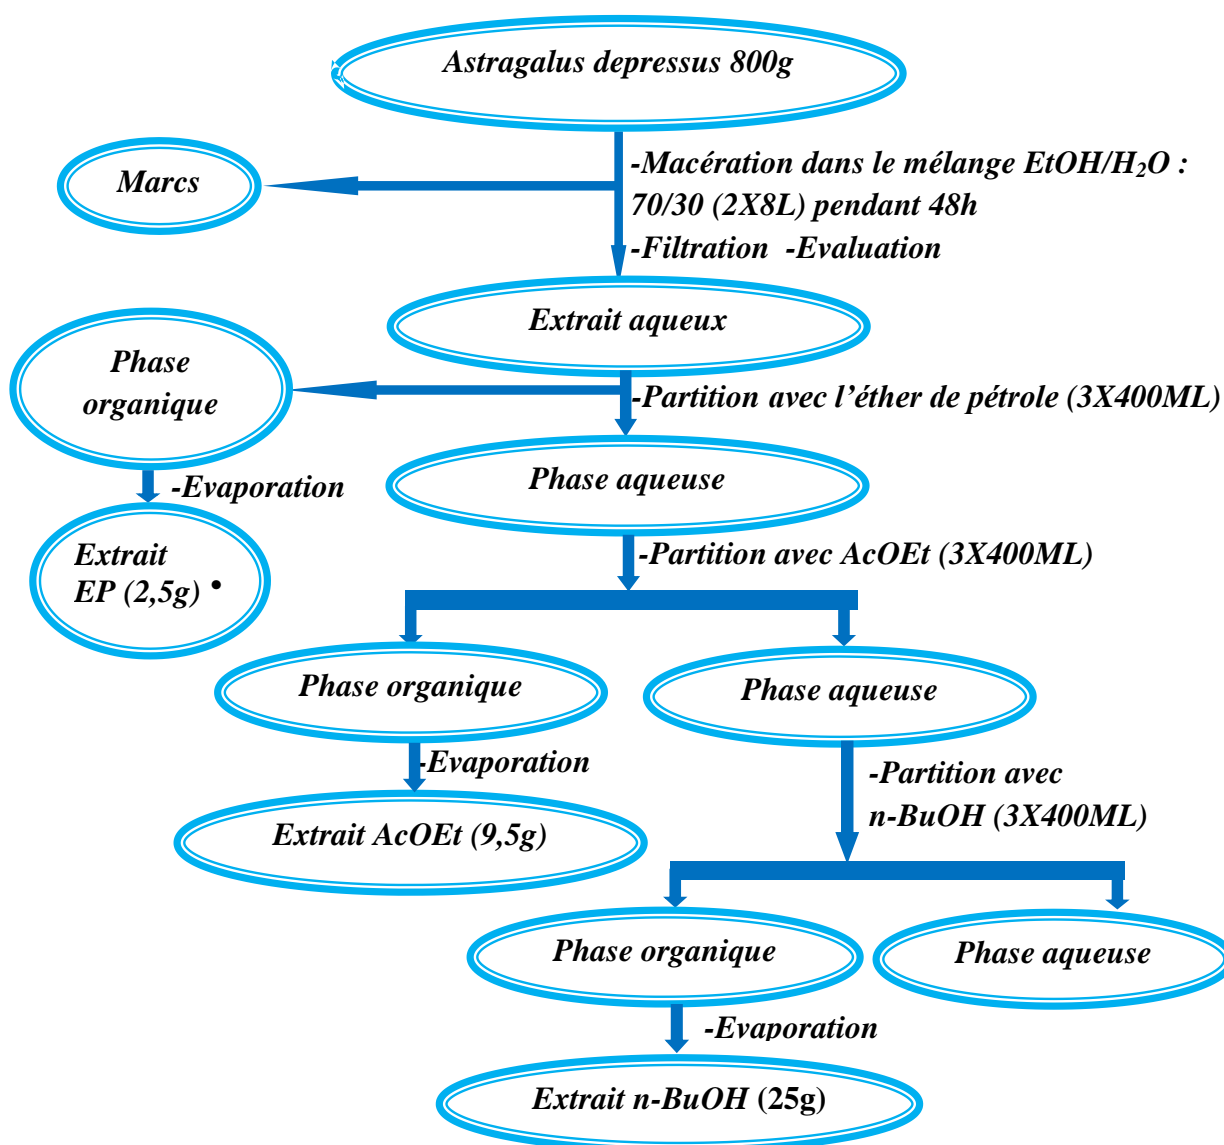 Astragalus depressus 800g
-Macération dans le mélange EtOH/H₂O :
70/30 (2X8L) pendant 48h
-Filtration -Evaluation
Marcs
Extrait aqueux
-Partition avec l'éther de pétrole (3X400ML)
Phase
organique
-Evaporation
Extrait
EP (2,5g) •
Phase aqueuse
-Partition avec AcOEt (3X400ML)
Phase organique
Phase aqueuse
-Evaporation
Extrait AcOEt (9,5g)
-Partition avec
n-BuOH (3X400ML)
Phase organique
Phase aqueuse
-Evaporation
Extrait n-BuOH (25g)